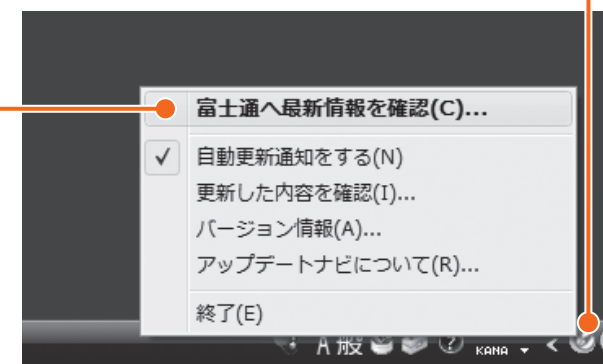 富士通へ最新情報を確認(C)...
自動更新通知をする(N)
更新した内容を確認(I)...
バージョン情報(A)...
アップデートナビについて(R)...
終了(E)
A 般 KANA